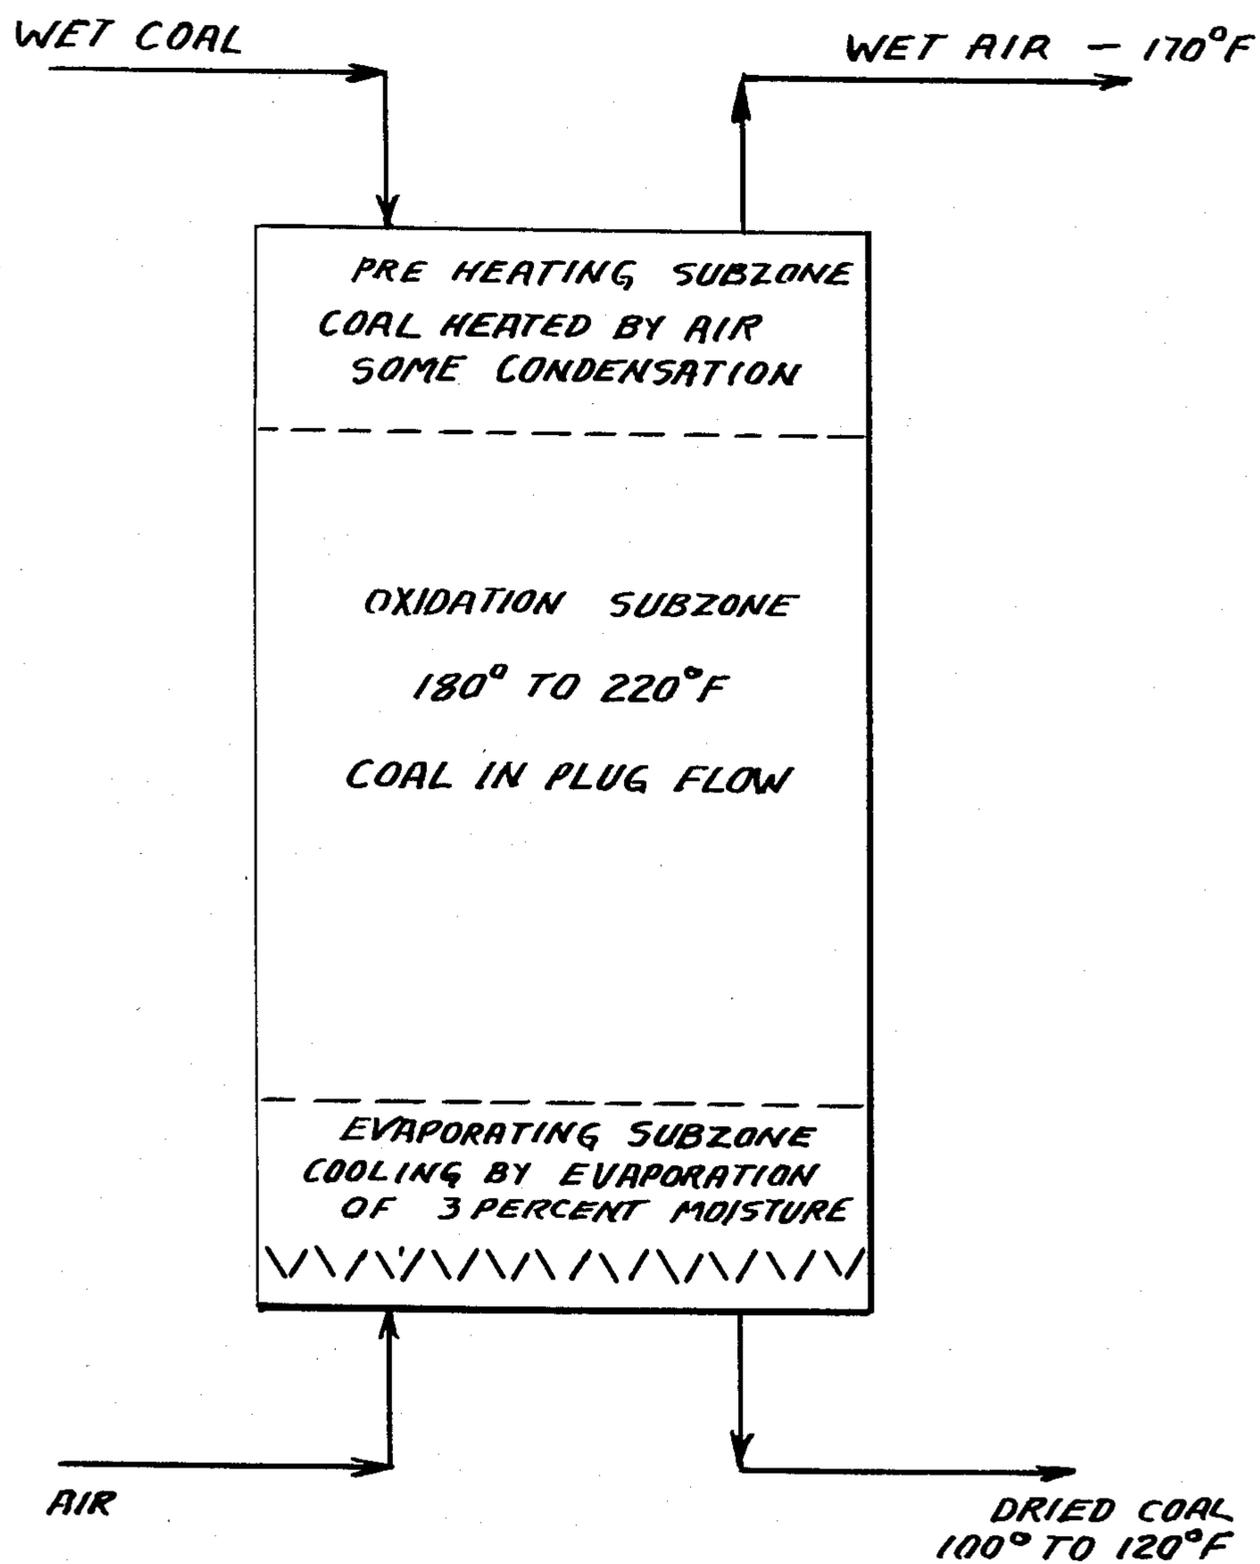 WET COAL
WET AIR - 170°F
PRE HEATING SUBZONE
COAL HEATED BY AIR
SOME CONDENSATION
OXIDATION SUBZONE
180° TO 220°F
COAL IN PLUG FLOW
EVAPORATING SUBZONE
COOLING BY EVAPORATION
OF 3 PERCENT MOISTURE
AIR
DRIED COAL
100° TO 120°F